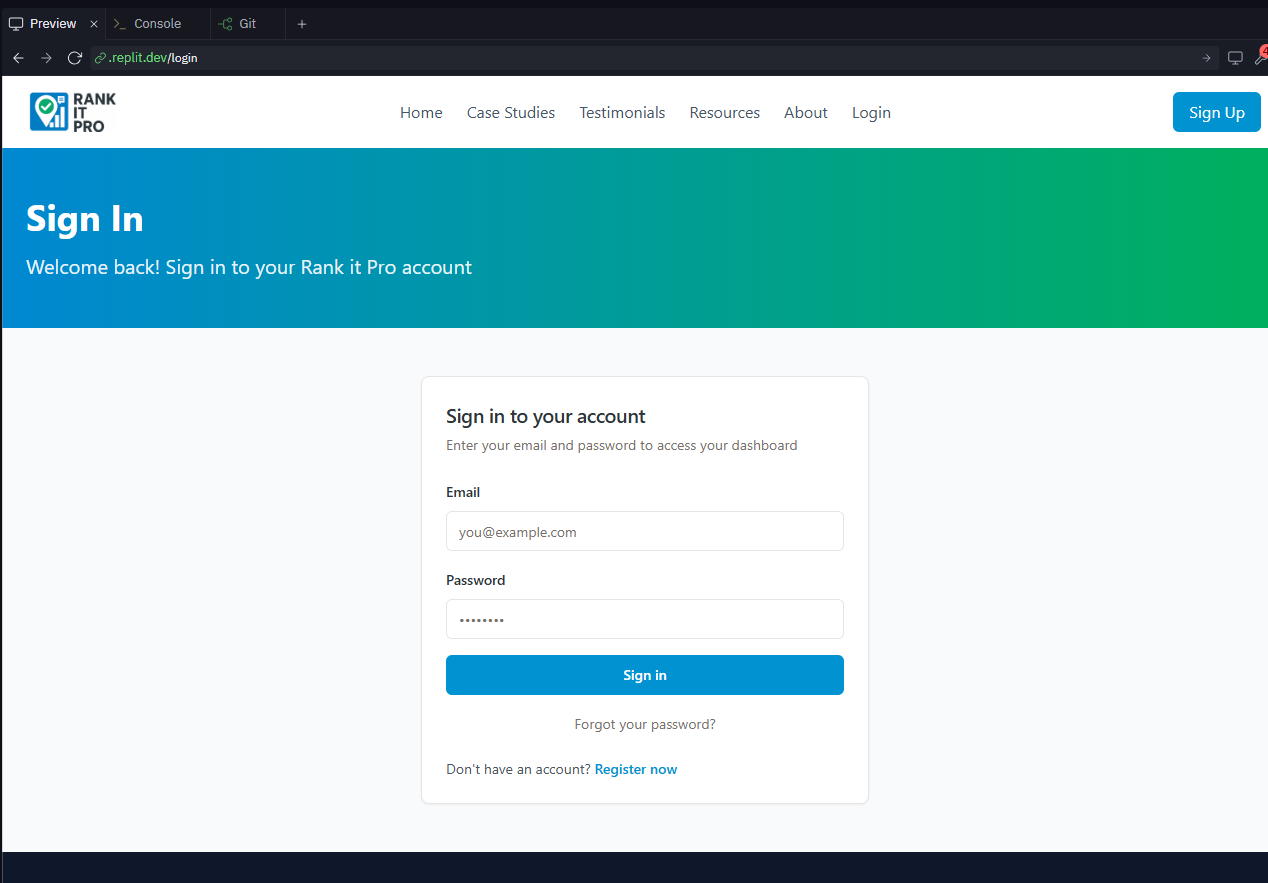 Preview
Console
Git
.replit.dev/login
4
RANK
IT
PRO
Home Case Studies Testimonials Resources About Login
Sign Up
Sign In
Welcome back! Sign in to your Rank it Pro account
Sign in to your account
Enter your email and password to access your dashboard
Email
you@example.com
Password
••••••••
Sign in
Forgot your password?
Don't have an account? Register now